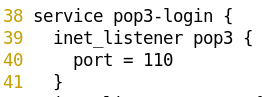 38 service pop3-login {
39   inet_listener pop3 {
40     port = 110
41   }